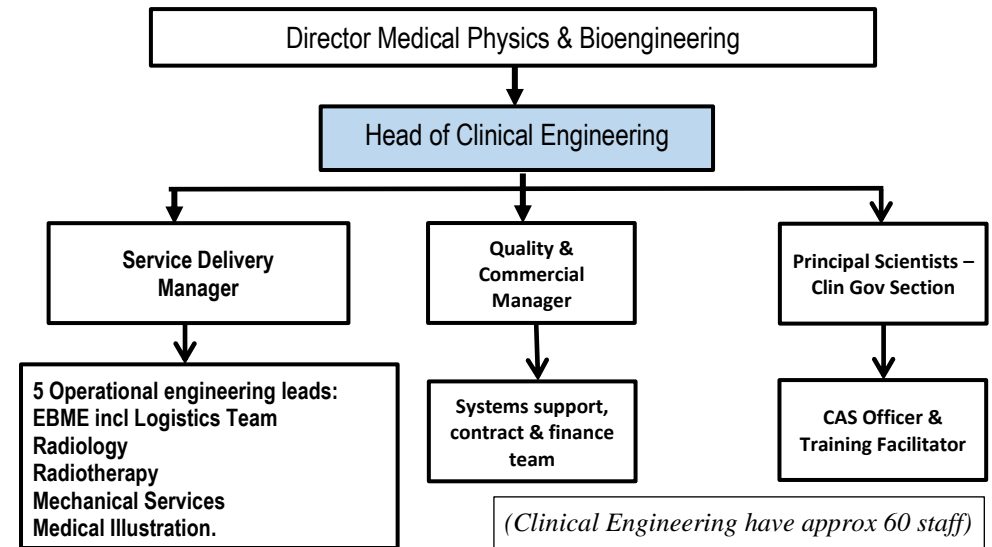 Director Medical Physics & Bioengineering
Head of Clinical Engineering
Service Delivery
Manager
Quality &
Commercial
Manager
Principal Scientists –
Clin Gov Section
5 Operational engineering leads:
EBME incl Logistics Team
Radiology
Radiotherapy
Mechanical Services
Medical Illustration.
Systems support,
contract & finance
team
CAS Officer &
Training Facilitator
(Clinical Engineering have approx 60 staff)